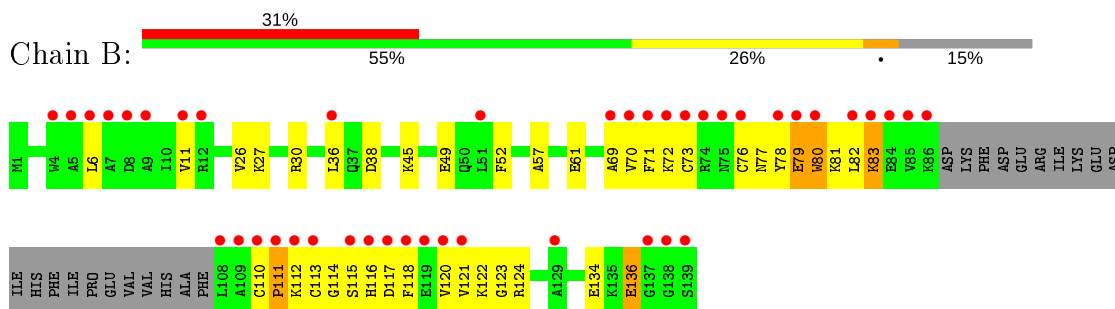 31%
Chain B:
55% 26% • 15%
M1 W4 A5 L6 A7 D8 A9 I10 V11 R12 V26 K27 R30 L36 Q37 D38 K45 E49 Q50 L51 F52 A57 E61 A69 V70 F71 K72 C73 R74 N75 C76 N77 Y78 E79 W80 K81 L82 K83 E84 V85 K86 ASP LYS PHE ASP GLU ARG ILE LYS GLU ASP
ILE HIS PHE ILE PRO GLU VAL VAL HIS ALA PHE L108 A109 C110 P111 K112 C113 G114 S115 H116 D117 F118 E119 V120 V121 K122 G123 R124 A129 E134 K135 E136 G137 G138 S139